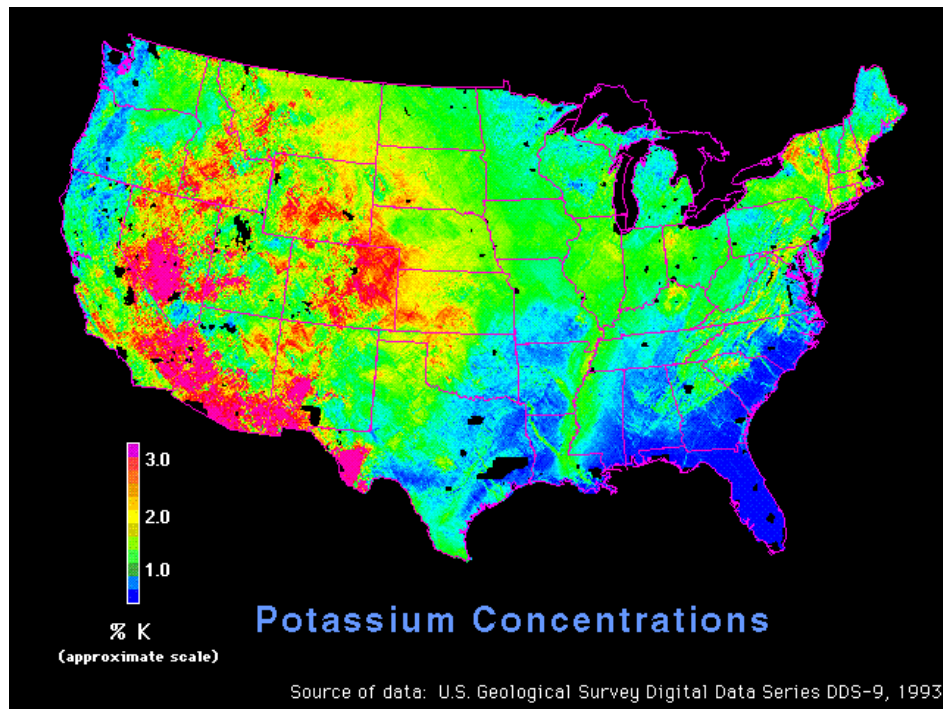 3.0
2.0
1.0
% K
(approximate scale)
Potassium Concentrations
Source of data: U.S. Geological Survey Digital Data Series DDS-9, 1993